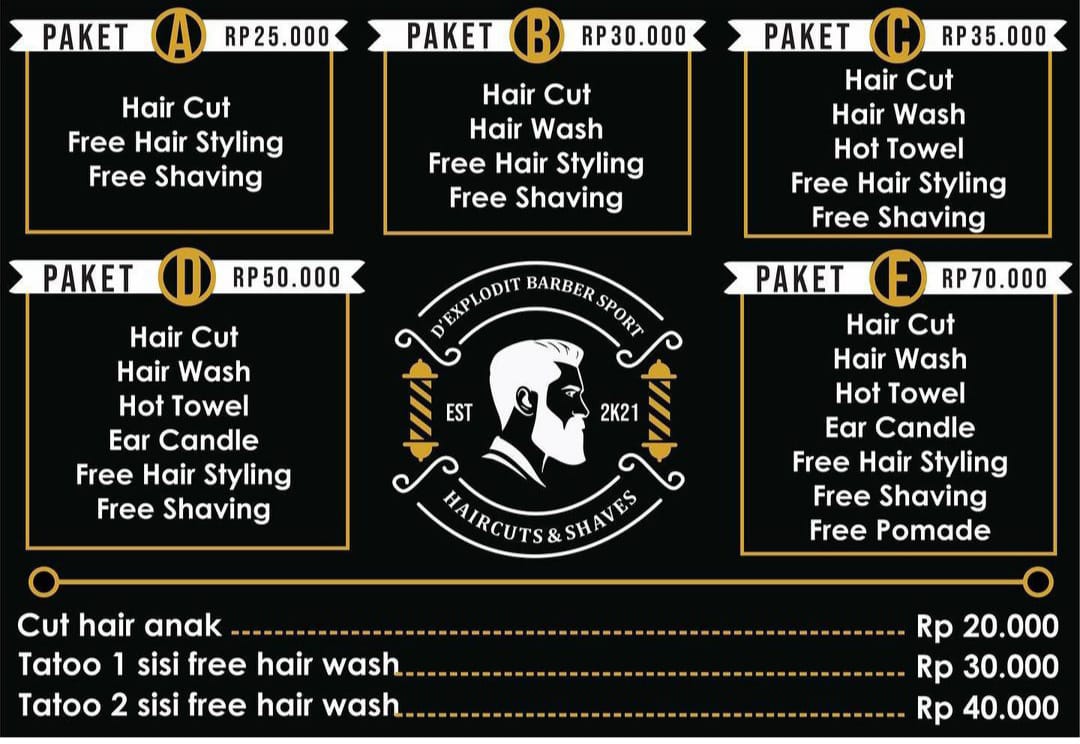 PAKET A RP25.000
Hair Cut
Free Hair Styling
Free Shaving
PAKET B RP30.000
Hair Cut
Hair Wash
Free Hair Styling
Free Shaving
PAKET C RP35.000
Hair Cut
Hair Wash
Hot Towel
Free Hair Styling
Free Shaving
PAKET D RP50.000
Hair Cut
Hair Wash
Hot Towel
Ear Candle
Free Hair Styling
Free Shaving
D'EXPLODIT BARBER SPORT
EST 2K21
HAIRCUTS & SHAVES
PAKET E RP70.000
Hair Cut
Hair Wash
Hot Towel
Ear Candle
Free Hair Styling
Free Shaving
Free Pomade
Cut hair anak Rp 20.000
Tatoo 1 sisi free hair wash Rp 30.000
Tatoo 2 sisi free hair wash Rp 40.000